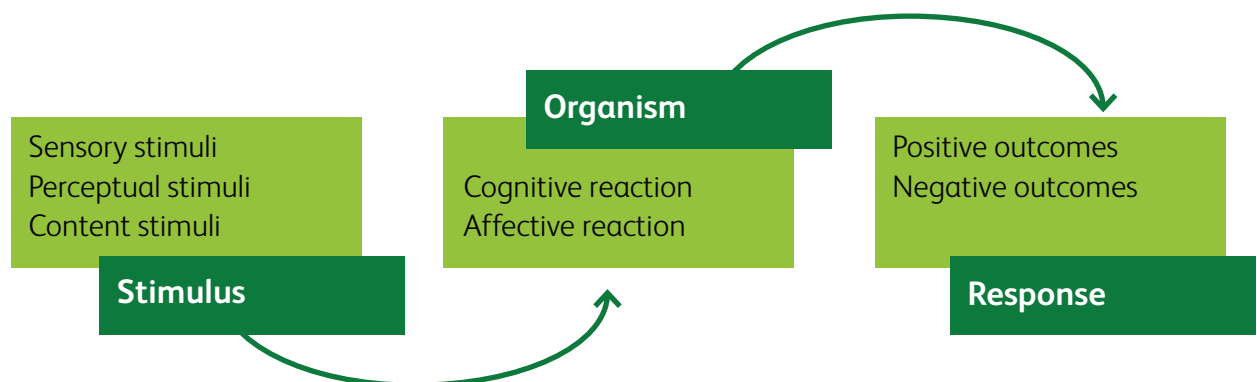 Sensory stimuli
Perceptual stimuli
Content stimuli
Stimulus
Organism
Cognitive reaction
Affective reaction
Positive outcomes
Negative outcomes
Response